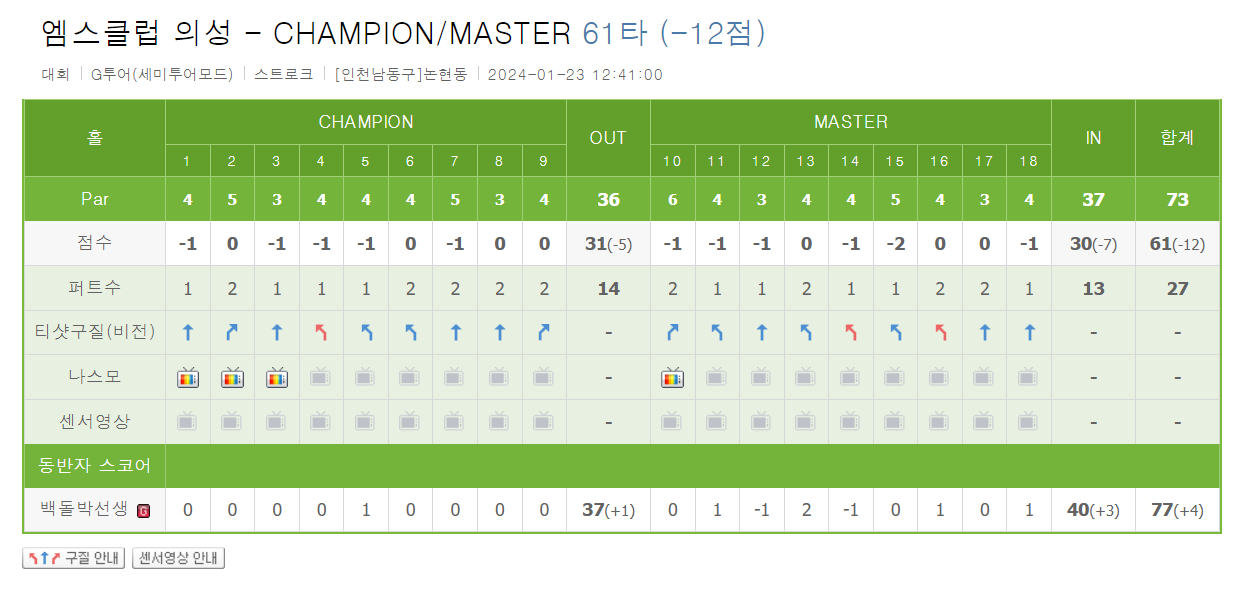 엠스클럽 의성 - CHAMPION/MASTER 61타 (-12점)
대회 | G투어(세미투어모드) | 스트로크 | [인천남동구]논현동 | 2024-01-23 12:41:00
홀 CHAMPION OUT MASTER IN 합계
1 2 3 4 5 6 7 8 9 10 11 12 13 14 15 16 17 18
Par 4 5 3 4 4 4 5 3 4 36 6 4 3 4 4 5 4 3 4 37 73
점수 -1 0 -1 -1 -1 0 -1 0 0 31(-5) -1 -1 -1 0 -1 -2 0 0 -1 30(-7) 61(-12)
퍼트수 1 2 1 1 1 2 2 2 2 14 2 1 1 2 1 1 2 2 1 13 27
티샷구질(비전) - - -
나스모 - - -
센서영상 - - -
동반자 스코어
백돌박선생 G 0 0 0 0 1 0 0 0 0 37(+1) 0 1 -1 2 -1 0 1 0 1 40(+3) 77(+4)
구질 안내 센서영상 안내